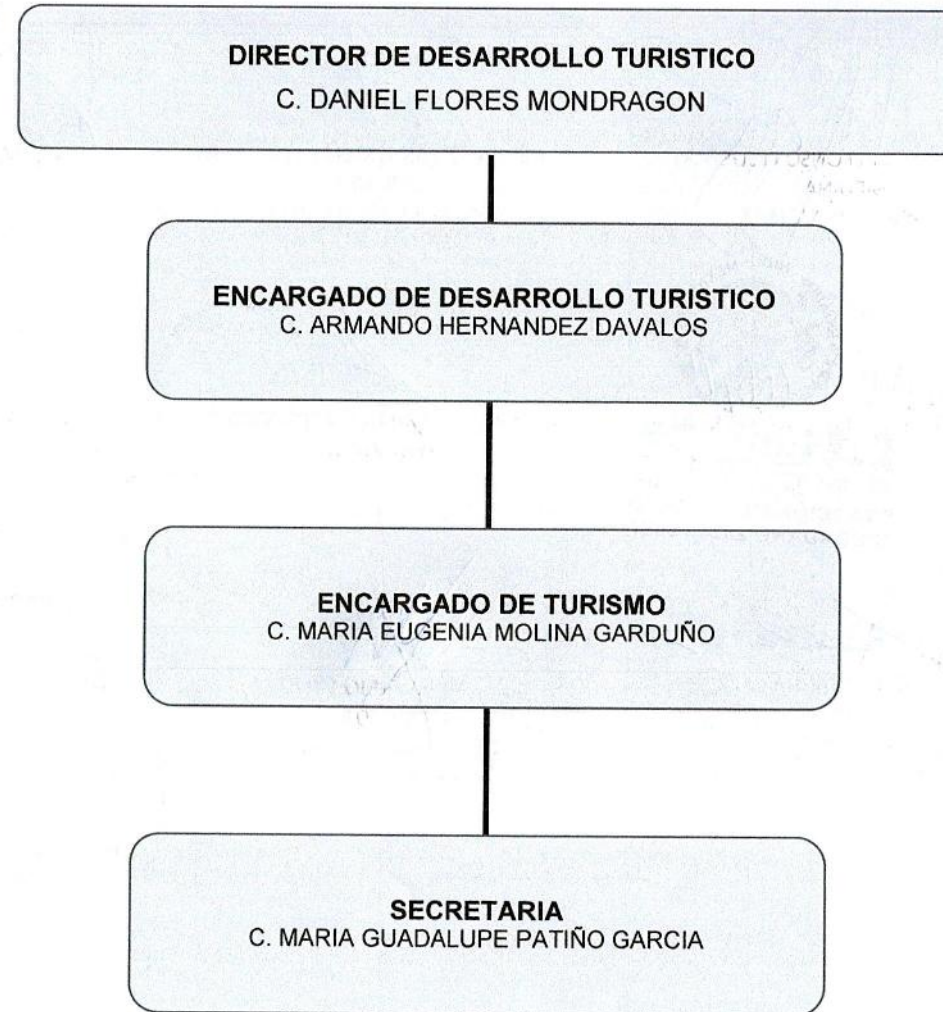 DIRECTOR DE DESARROLLO TURISTICO
C. DANIEL FLORES MONDRAGON
ENCARGADO DE DESARROLLO TURISTICO
C. ARMANDO HERNANDEZ DAVALOS
ENCARGADO DE TURISMO
C. MARIA EUGENIA MOLINA GARDUÑO
SECRETARIA
C. MARIA GUADALUPE PATIÑO GARCIA